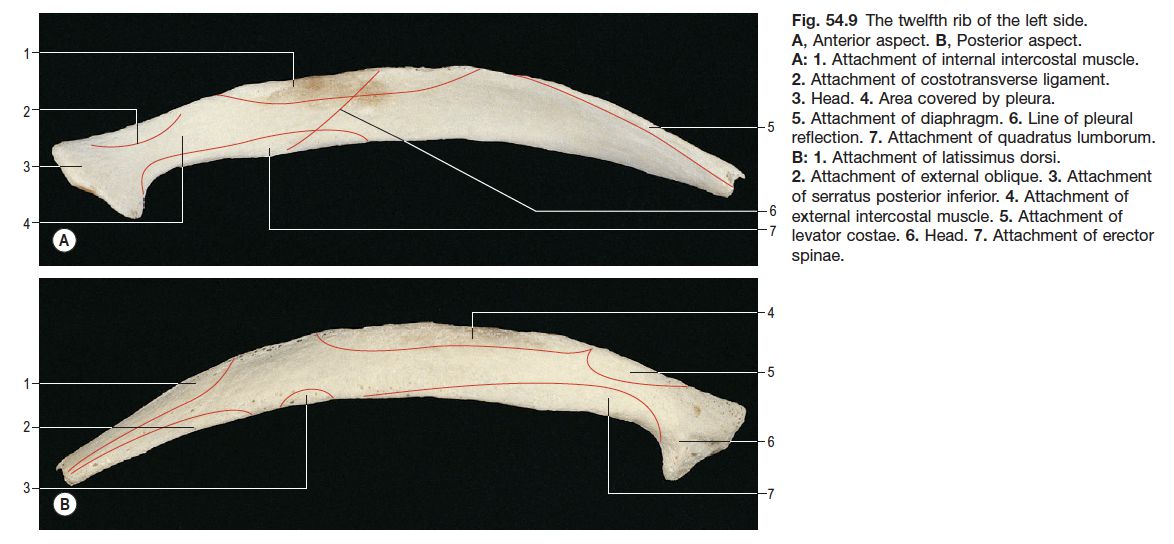 1
2
3
4
A
5
6
7
1
2
3
B
4
5
6
7
Fig. 54.9 The twelfth rib of the left side.
A, Anterior aspect. B, Posterior aspect.
A: 1. Attachment of internal intercostal muscle.
2. Attachment of costotransverse ligament.
3. Head. 4. Area covered by pleura.
5. Attachment of diaphragm. 6. Line of pleural
reflection. 7. Attachment of quadratus lumborum.
B: 1. Attachment of latissimus dorsi.
2. Attachment of external oblique. 3. Attachment
of serratus posterior inferior. 4. Attachment of
external intercostal muscle. 5. Attachment of
levator costae. 6. Head. 7. Attachment of erector
spinae.